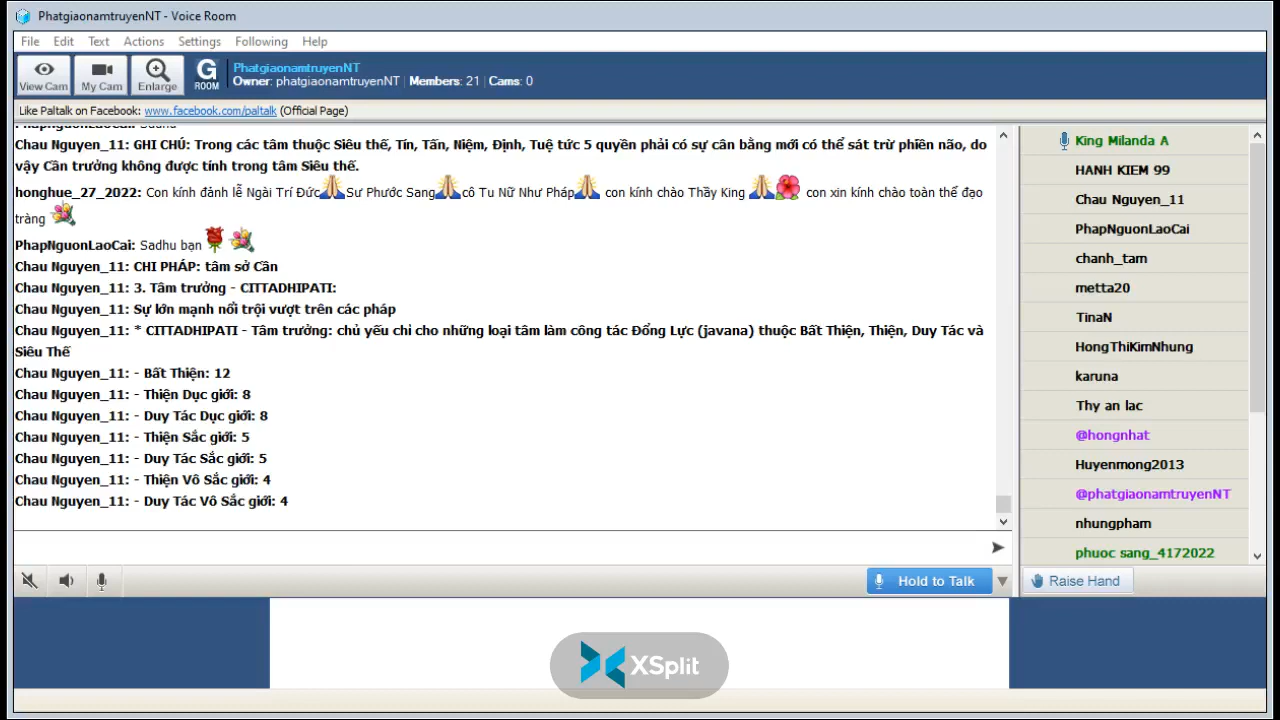 PhatgiaonamtruyenNT - Voice Room
File Edit Text Actions Settings Following Help
View Cam My Cam Enlarge G ROOM
PhatgiaonamtruyenNT
Owner: phatgiaonamtruyenNT | Members: 21 | Cams: 0
Like Paltalk on Facebook: www.facebook.com/paltalk (Official Page)
PhapNguonLaoCai: Sadhu
Chau Nguyen_11: GHI CHÚ: Trong các tâm thuộc Siêu thế, Tín, Tấn, Niệm, Định, Tuệ tức 5 quyền phải có sự cân bằng mới có thể sát trừ phiền não, do
vậy Cần trưởng không được tính trong tâm Siêu thế.
honghue_27_2022: Con kính đảnh lễ Ngài Trí Đức Sư Phước Sang cô Tu Nữ Như Pháp con kính chào Thầy King con xin kính chào toàn thể đạo
tràng
PhapNguonLaoCai: Sadhu bạn
Chau Nguyen_11: CHI PHÁP: tâm sở Cần
Chau Nguyen_11: 3. Tâm trưởng - CITTADHIPATI:
Chau Nguyen_11: Sự lớn mạnh nổi trội vượt trên các pháp
Chau Nguyen_11: * CITTADHIPATI - Tâm trưởng: chủ yếu chỉ cho những loại tâm làm công tác Đổng Lực (javana) thuộc Bất Thiện, Thiện, Duy Tác và
Siêu Thế
Chau Nguyen_11: - Bất Thiện: 12
Chau Nguyen_11: - Thiện Dục giới: 8
Chau Nguyen_11: - Duy Tác Dục giới: 8
Chau Nguyen_11: - Thiện Sắc giới: 5
Chau Nguyen_11: - Duy Tác Sắc giới: 5
Chau Nguyen_11: - Thiện Vô Sắc giới: 4
Chau Nguyen_11: - Duy Tác Vô Sắc giới: 4
King Milanda A
HANH KIEM 99
Chau Nguyen_11
PhapNguonLaoCai
chanh_tam
metta20
TinaN
HongThiKimNhung
karuna
Thy an lac
@hongnhat
Huyenmong2013
@phatgiaonamtruyenNT
nhungpham
phuoc sang_4172022
Hold to Talk
Raise Hand
XSplit